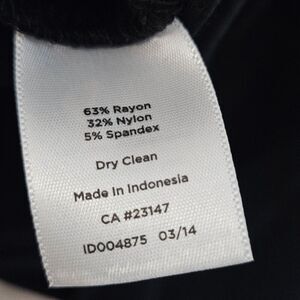 63% Rayon
32% Nylon
5% Spandex
Dry Clean
Made in Indonesia
CA #23147
ID004875 03/14